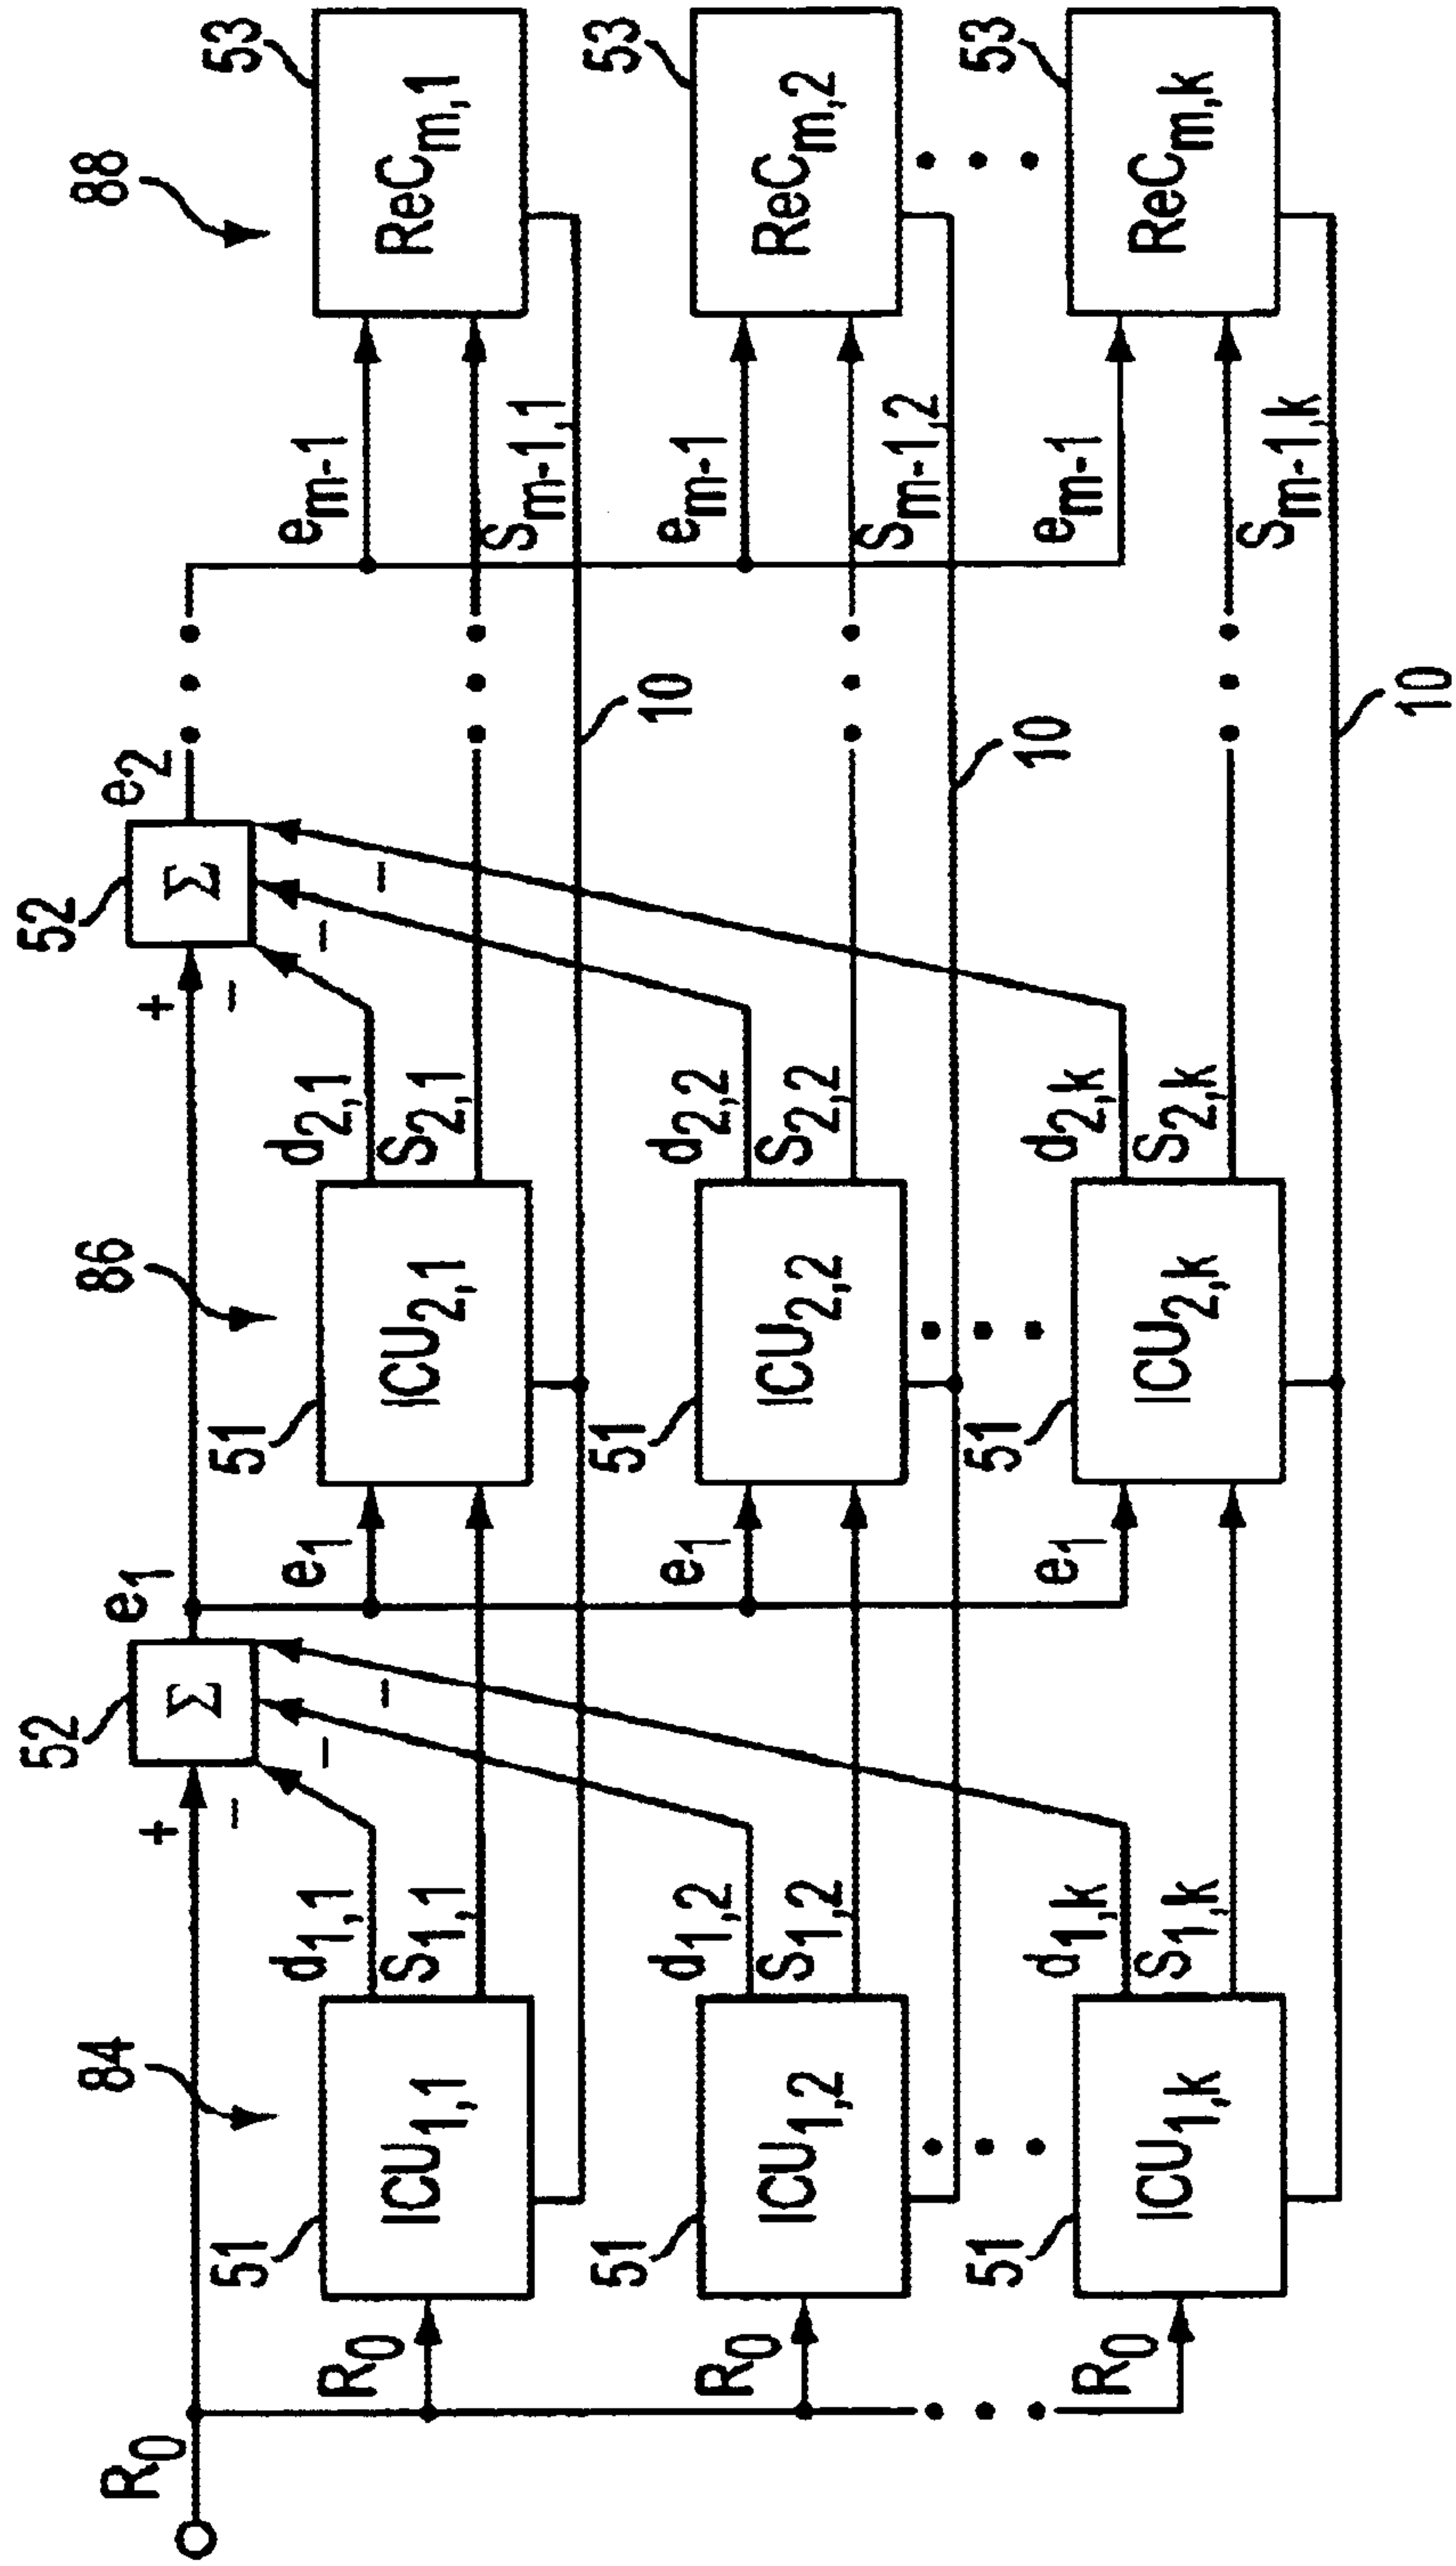 R0
84
86
88
+
−
−
−
52
Σ
e1
+
−
−
−
52
Σ
e2
R0
51
ICU1,1
d1,1
S1,1
e1
51
ICU2,1
d2,1
S2,1
10
em-1
Sm-1,1
53
ReCm,1
R0
51
ICU1,2
d1,2
S1,2
e1
51
ICU2,2
d2,2
S2,2
10
em-1
Sm-1,2
53
ReCm,2
R0
51
ICU1,k
d1,k
S1,k
e1
51
ICU2,k
d2,k
S2,k
10
em-1
Sm-1,k
53
ReCm,k